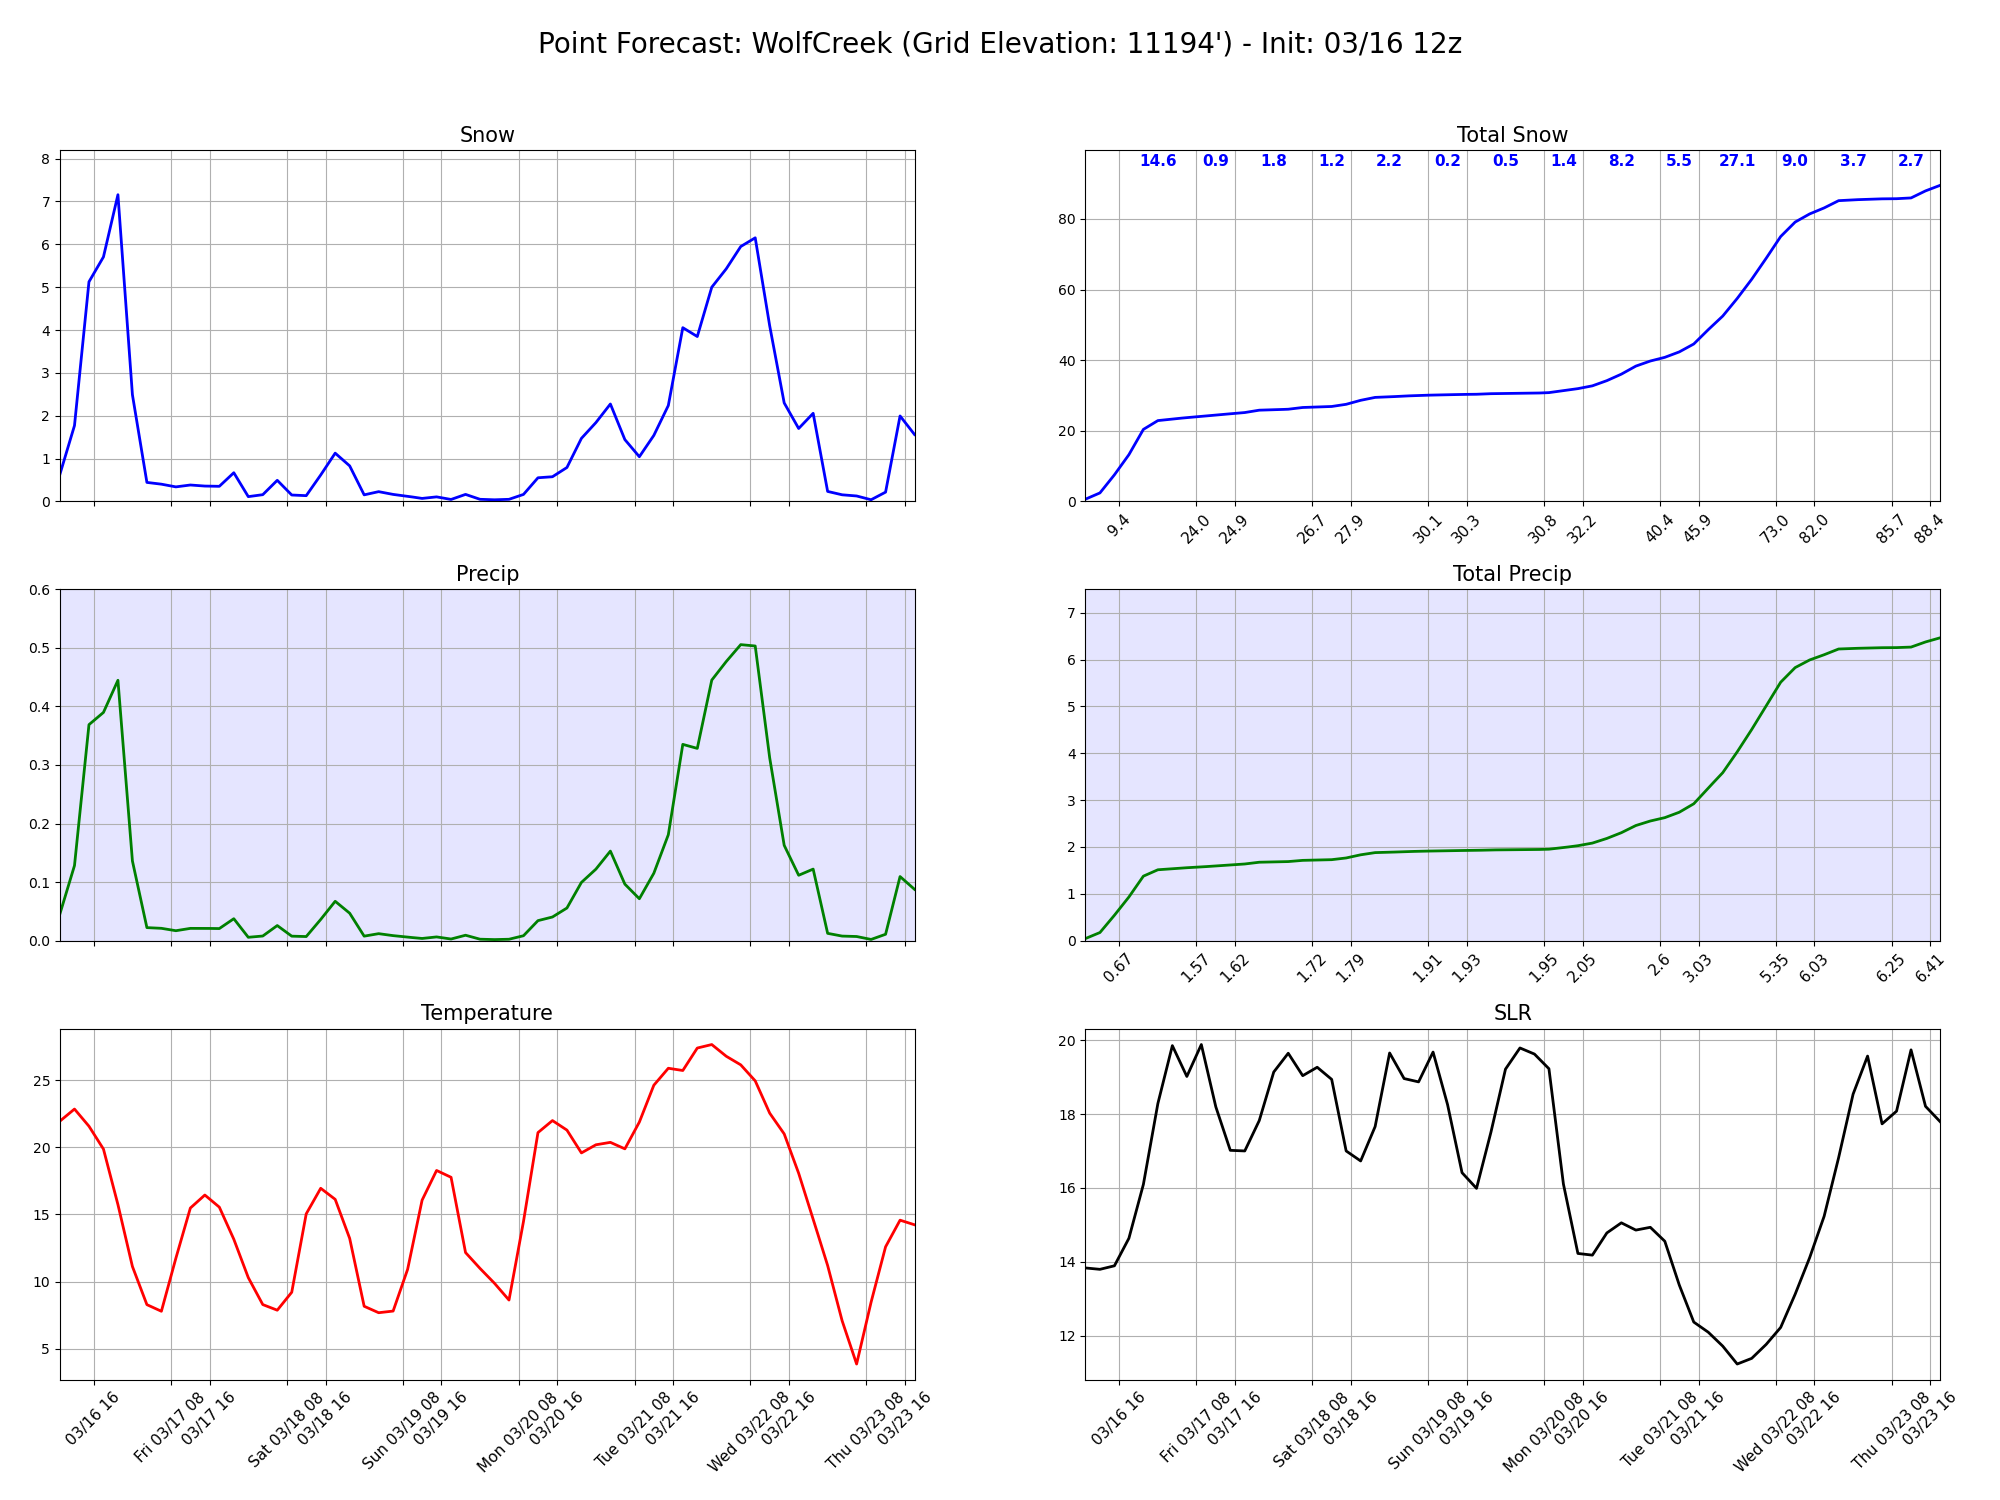 Point Forecast: WolfCreek (Grid Elevation: 11194') - Init: 03/16 12z
Snow
8
7
6
5
4
3
2
1
0
Total Snow
14.6 0.9 1.8 1.2 2.2 0.2 0.5 1.4 8.2 5.5 27.1 9.0 3.7 2.7
80
60
40
20
0
9.4 24.0 24.9 26.7 27.9 30.1 30.3 30.8 32.2 40.4 45.9 73.0 82.0 85.7 88.4
Precip
0.6
0.5
0.4
0.3
0.2
0.1
0.0
Total Precip
7
6
5
4
3
2
1
0
0.67 1.57 1.62 1.72 1.79 1.91 1.93 1.95 2.05 2.6 3.03 5.35 6.03 6.25 6.41
Temperature
25
20
15
10
5
03/16 16
Fri 03/17 08
03/17 16
Sat 03/18 08
03/18 16
Sun 03/19 08
03/19 16
Mon 03/20 08
03/20 16
Tue 03/21 08
03/21 16
Wed 03/22 08
03/22 16
Thu 03/23 08
03/23 16
SLR
20
18
16
14
12
03/16 16
Fri 03/17 08
03/17 16
Sat 03/18 08
03/18 16
Sun 03/19 08
03/19 16
Mon 03/20 08
03/20 16
Tue 03/21 08
03/21 16
Wed 03/22 08
03/22 16
Thu 03/23 08
03/23 16